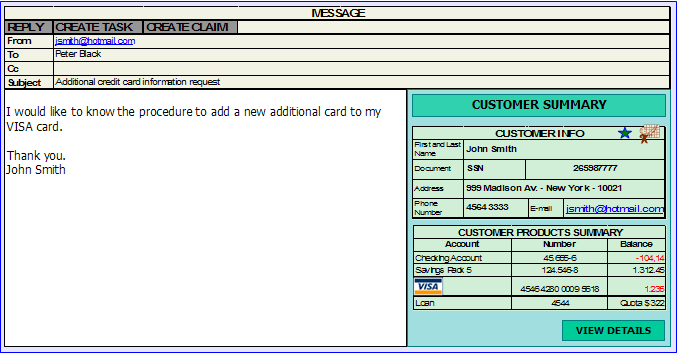 MESSAGE
REPLY CREATE TASK CREATE CLAIM
From jsmith@hotmail.com
To Peter Black
Cc
Subject Additional credit card information request
I would like to know the procedure to add a new additional card to my
VISA card.
Thank you.
John Smith
CUSTOMER SUMMARY
CUSTOMER INFO
First and Last
Name John Smith
Document SSN 265987777
Address 999 Madison Av. - New York - 10021
Phone
Number 4564 3333 E-mail jsmith@hotmail.com
CUSTOMER PRODUCTS SUMMARY
Account Number Balance
Checking Account 45.665-6 -104,14
Savings Pack 5 124.546-8 1.312,45
VISA 4546 4280 0009 5618 1.235
Loan 4544 Quota $ 322
VIEW DETAILS